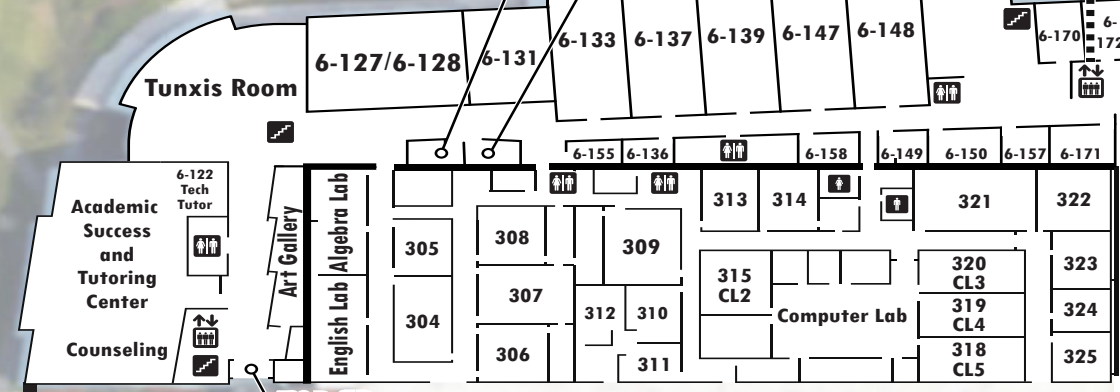 6-133
6-137
6-139
6-147
6-148
6-170
6-
172
6-127/6-128
6-131
Tunxis Room
6-155
6-136
6-158
6-149
6-150
6-157
6-171
6-122
Tech
Tutor
Academic
Success
and
Tutoring
Center
Counseling
Art Gallery
Algebra Lab
English Lab
305
304
308
307
306
309
312
310
311
313
314
315
CL2
Computer Lab
321
322
320
CL3
319
CL4
318
CL5
323
324
325